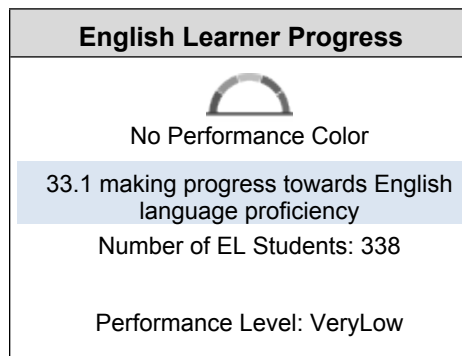 English Learner Progress
No Performance Color
33.1 making progress towards English
language proficiency
Number of EL Students: 338
Performance Level: VeryLow